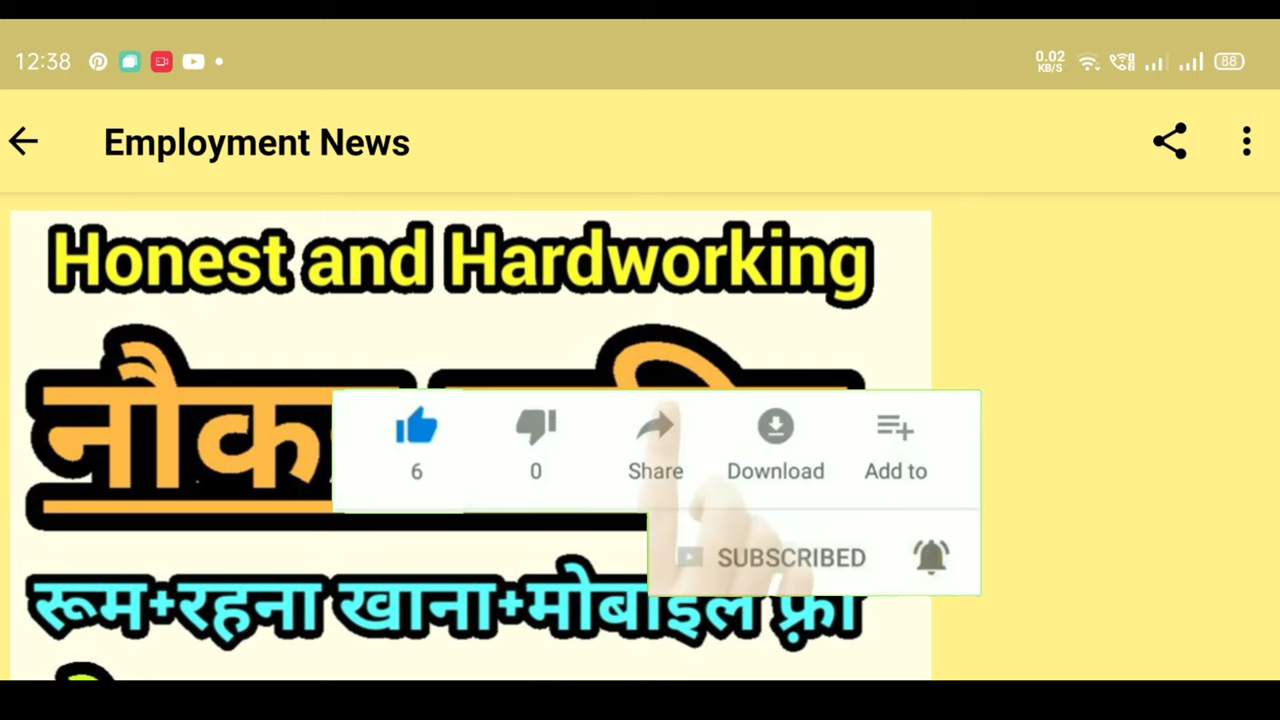 12:38 0.02 KB/S 88
Employment News
Honest and Hardworking
6 0 Share Download Add to
SUBSCRIBED
रूम+रहना खाना+मोबाइल फ़्री